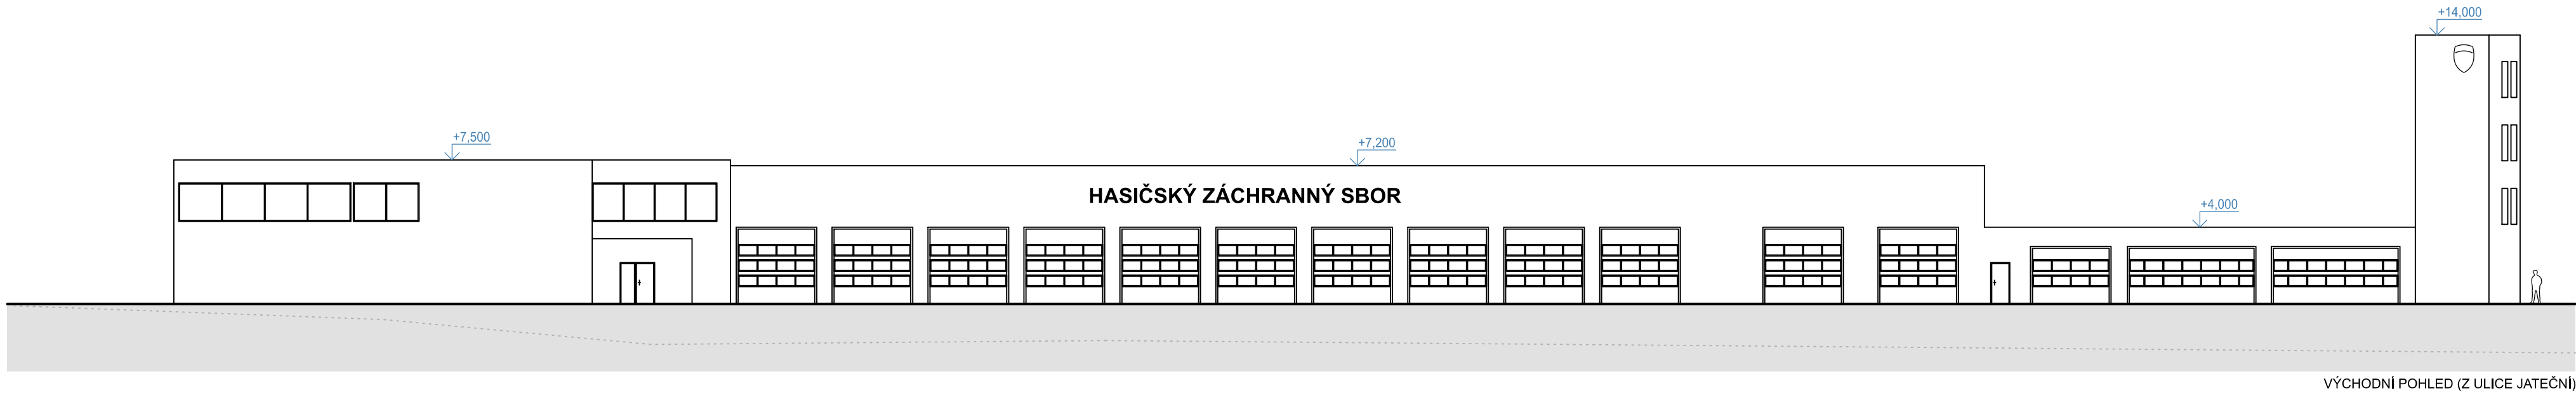 +14,000
+7,500
+7,200
HASIČSKÝ ZÁCHRANNÝ SBOR
+4,000
VÝCHODNÍ POHLED (Z ULICE JATEČNÍ)